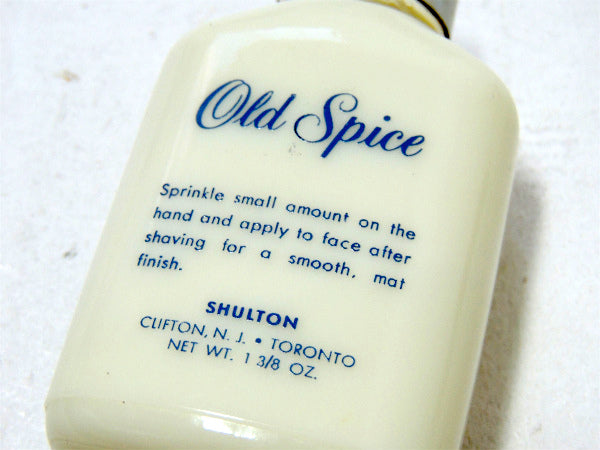 Old Spice
Sprinkle small amount on the
hand and apply to face after
shaving for a smooth, mat
finish.
SHULTON
CLIFTON, N. J. • TORONTO
NET WT. 1 3/8 OZ.